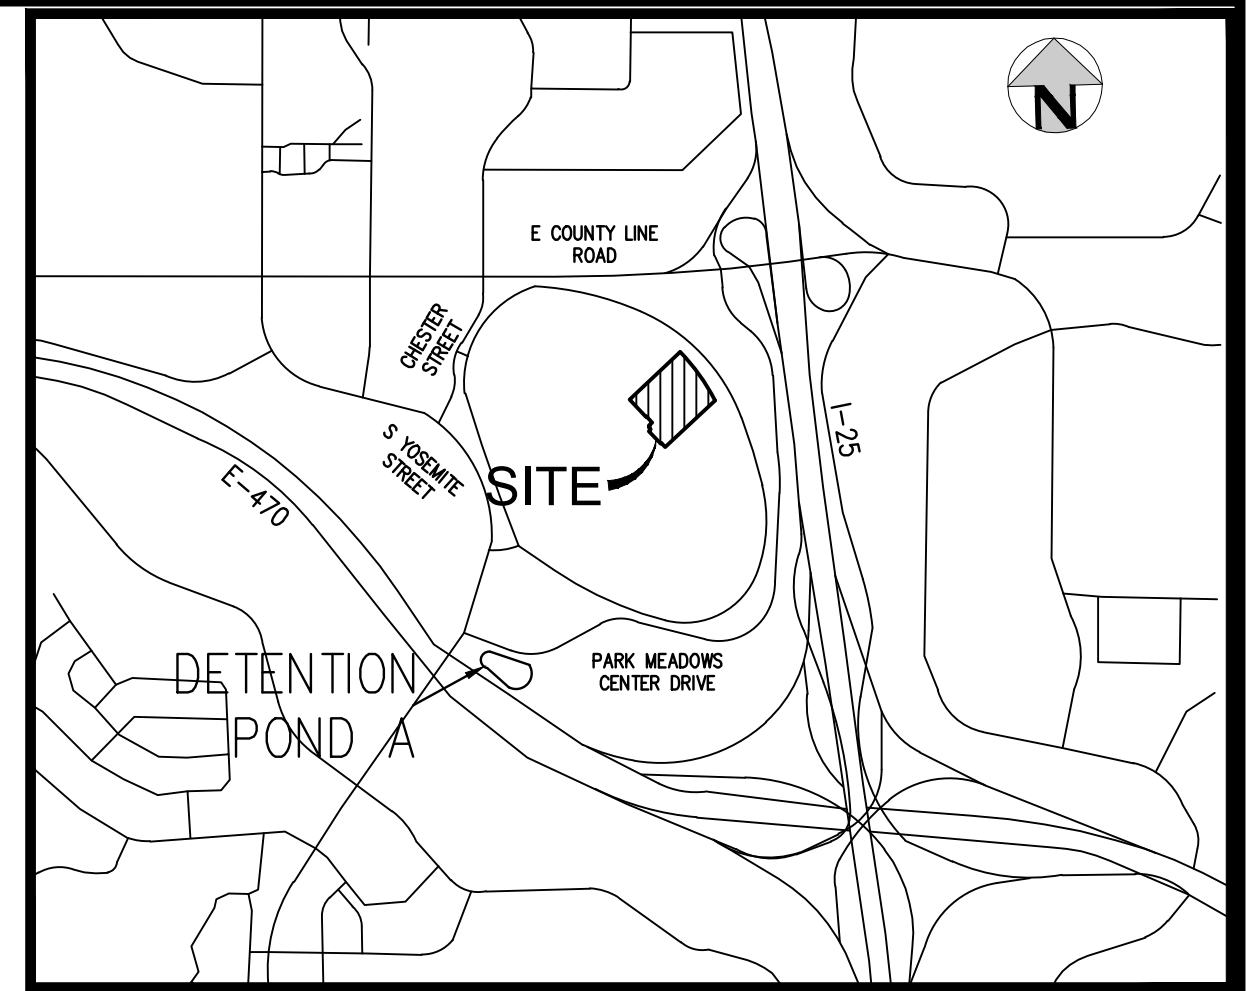 N
E COUNTY LINE
ROAD
CHESTER
STREET
I-25
S YOSEMITE
STREET
E-470
SITE
DETENTION
POND A
PARK MEADOWS
CENTER DRIVE